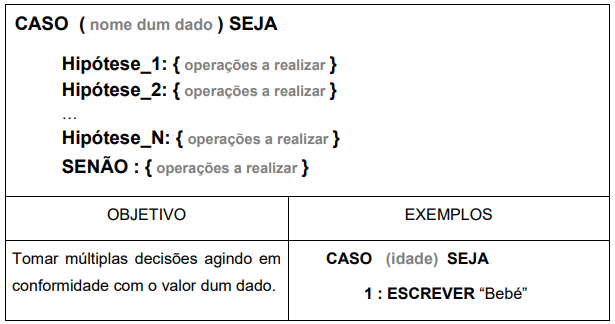 CASO ( nome dum dado ) SEJA
Hipótese_1: { operações a realizar }
Hipótese_2: { operações a realizar }
...
Hipótese_N: { operações a realizar }
SENÃO : { operações a realizar }
OBJETIVO
EXEMPLOS
Tomar múltiplas decisões agindo em
conformidade com o valor dum dado.
CASO (idade) SEJA
1 : ESCREVER “Bebé”